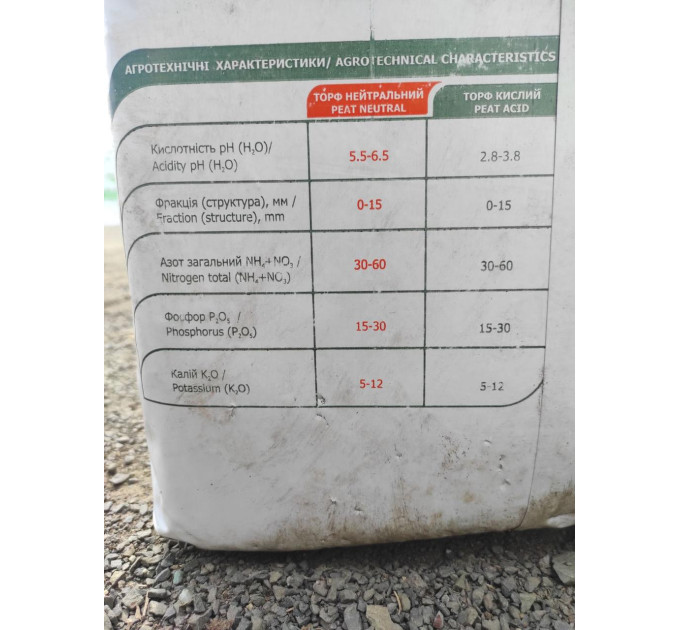 АГРОТЕХНІЧНІ ХАРАКТЕРИСТИКИ/ AGROTECHNICAL CHARACTERISTICS
ТОРФ НЕЙТРАЛЬНИЙ
PEAT NEUTRAL
ТОРФ КИСЛИЙ
PEAT ACID
Кислотність pH (H₂O)/
Acidity pH (H₂O)
5.5-6.5
2.8-3.8
Фракція (структура), мм /
Fraction (structure), mm
0-15
0-15
Азот загальний NH₄+NO₃ /
Nitrogen total (NH₄+NO₃)
30-60
30-60
Фосфор P₂O₅ /
Phosphorus (P₂O₅)
15-30
15-30
Калій K₂O /
Potassium (K₂O)
5-12
5-12